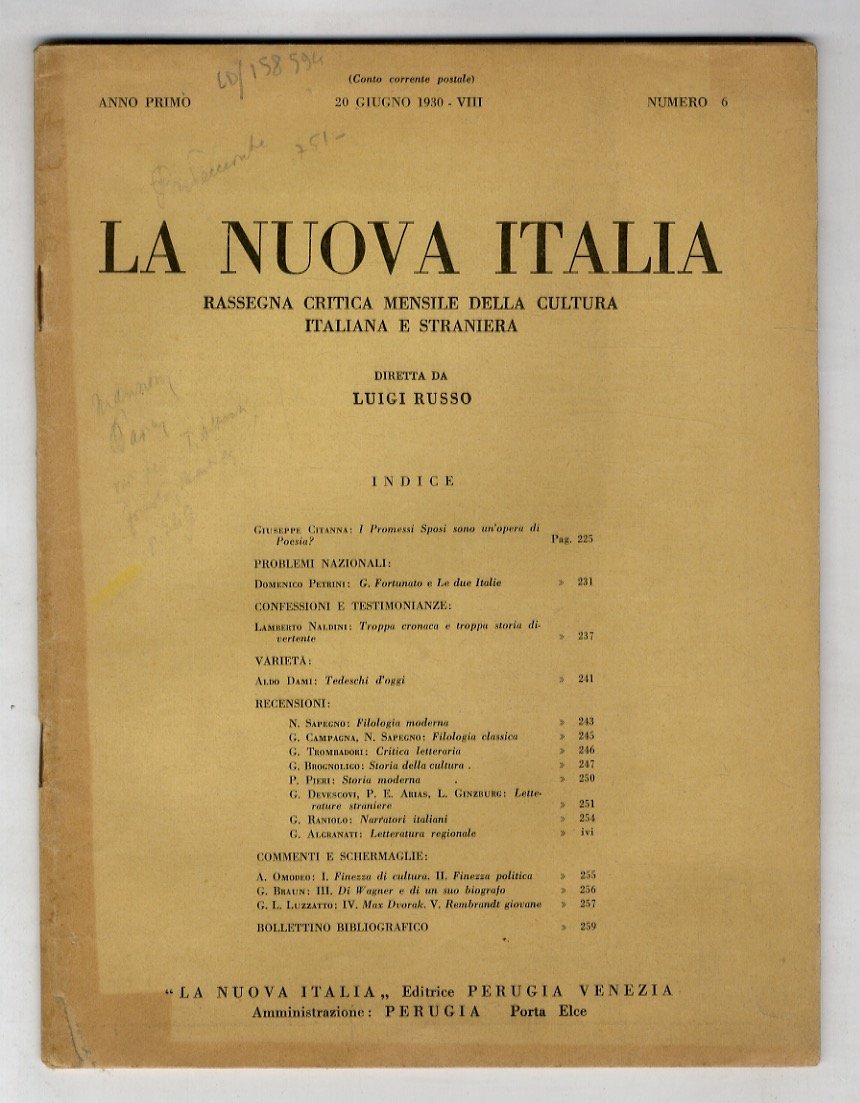 (Conto corrente postale)
ANNO PRIMO 20 GIUGNO 1930 - VIII NUMERO 6
LA NUOVA ITALIA
RASSEGNA CRITICA MENSILE DELLA CULTURA
ITALIANA E STRANIERA
DIRETTA DA
LUIGI RUSSO
INDICE
GIUSEPPE CITANNA: I Promessi Sposi sono un'opera di
Poesia? Pag. 225
PROBLEMI NAZIONALI:
DOMENICO PETRINI: G. Fortunato e Le due Italie » 231
CONFESSIONI E TESTIMONIANZE:
LAMBERTO NALDINI: Troppa cronaca e troppa storia di-
vertente » 237
VARIETÀ:
ALDO DAMI: Tedeschi d'oggi » 241
RECENSIONI:
N. SAPEGNO: Filologia moderna » 243
G. CAMPAGNA, N. SAPEGNO: Filologia classica » 245
G. TROMBADORI: Critica letteraria » 246
G. BROGNOLIGO: Storia della cultura . » 247
P. PIERI: Storia moderna . » 250
G. DEVESCOVI, P. E. ARIAS, L. GINZBURG: Lette-
rature straniere » 251
G. RANIOLO: Narratori italiani » 254
G. ALGRANATI: Letteratura regionale » ivi
COMMENTI E SCHERMAGLIE:
A. OMODEO: I. Finezza di cultura. II. Finezza politica » 255
G. BRAUN: III. Di Wagner e di un suo biografo » 256
G. L. LUZZATTO: IV. Max Dvorak. V. Rembrandt giovane » 257
BOLLETTINO BIBLIOGRAFICO » 259
“LA NUOVA ITALIA„ Editrice PERUGIA VENEZIA
Amministrazione: PERUGIA Porta Elce